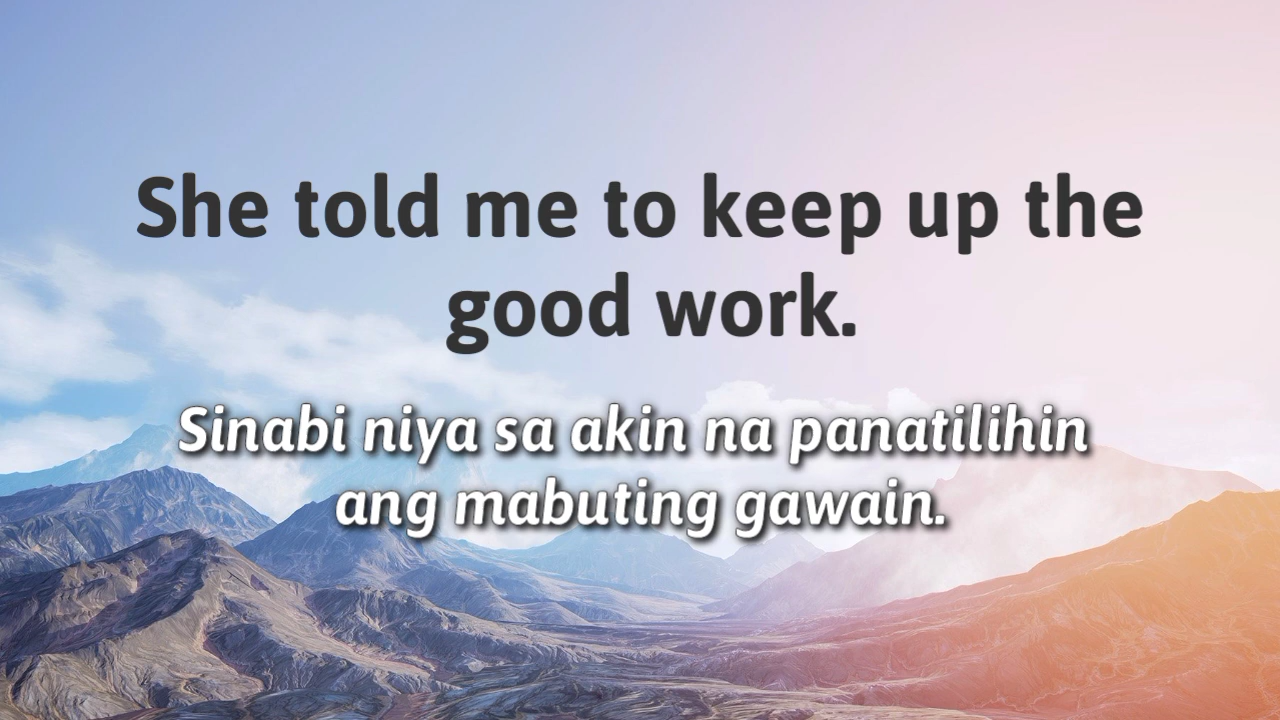 She told me to keep up the
good work.
Sinabi niya sa akin na panatilihin
ang mabuting gawain.